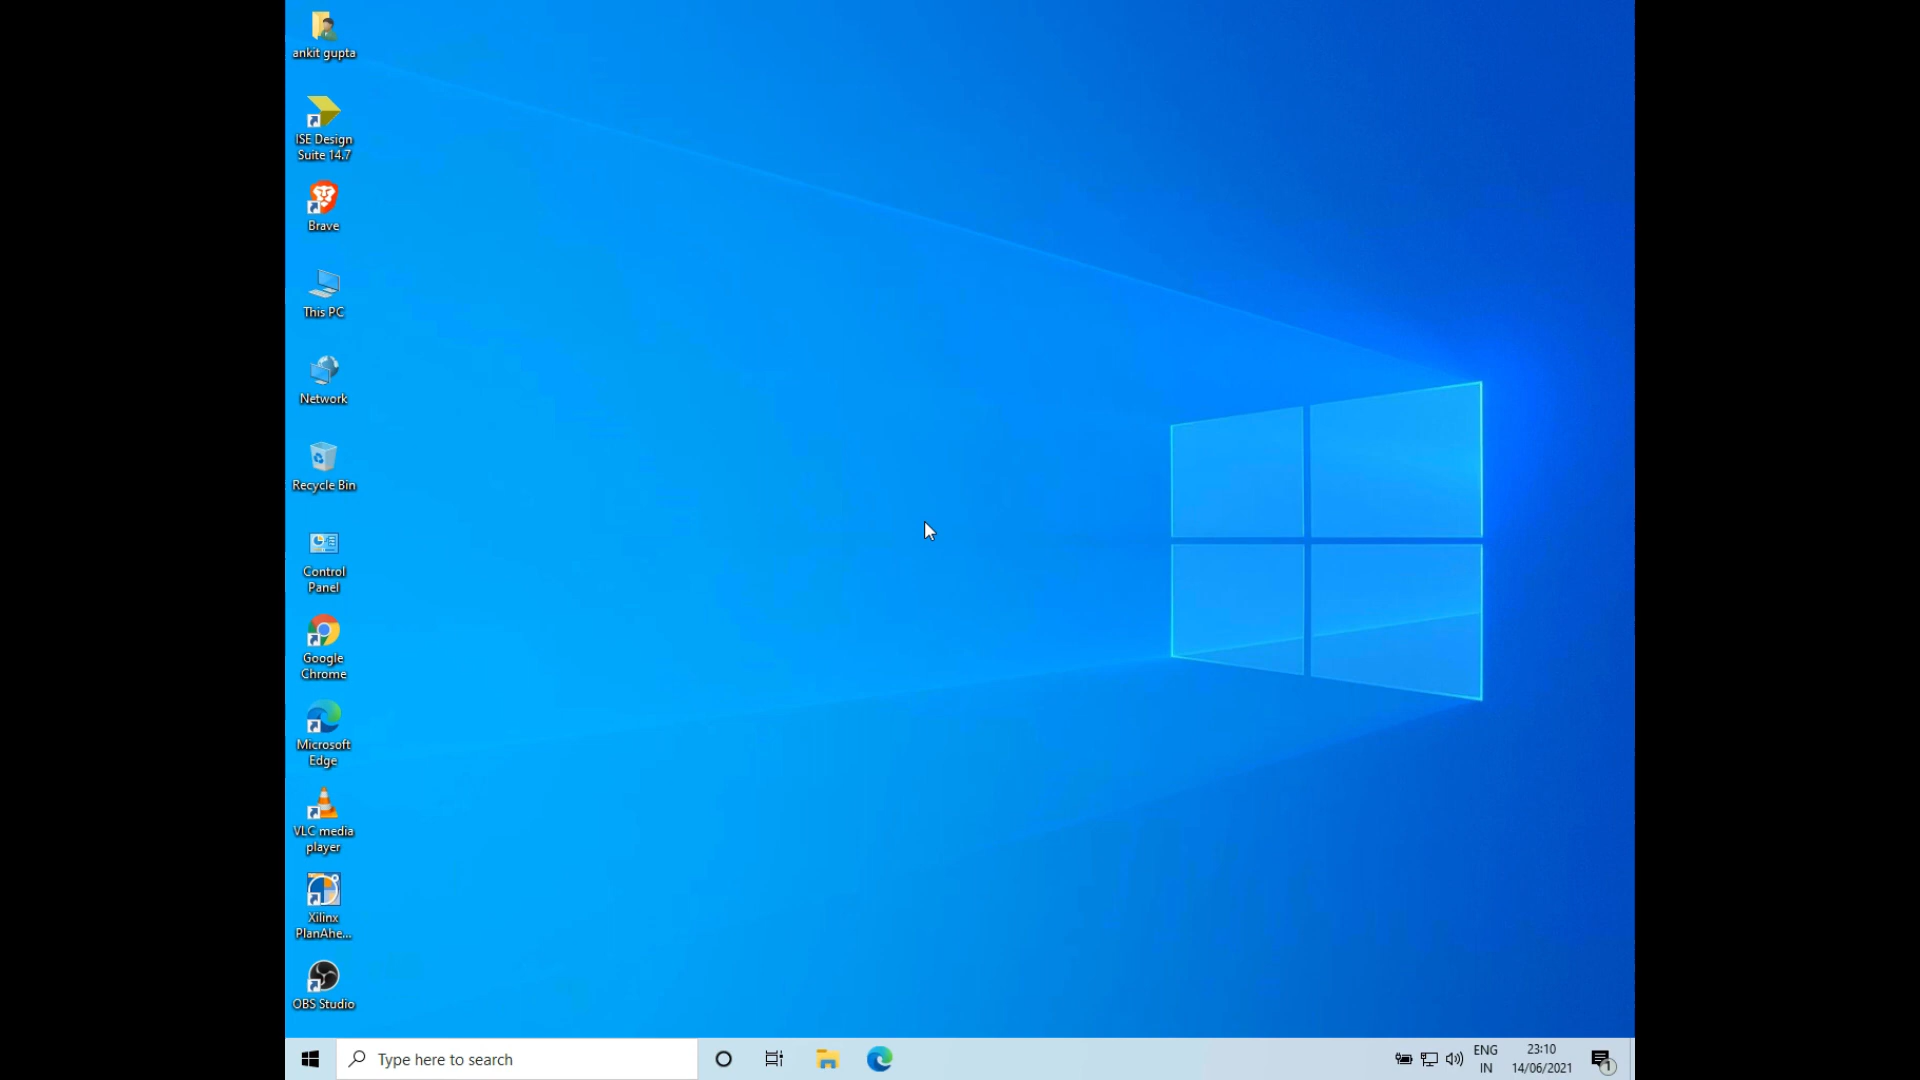 ankit gupta
ISE Design
Suite 14.7
Brave
This PC
Network
Recycle Bin
Control
Panel
Google
Chrome
Microsoft
Edge
VLC media
player
Xilinx
PlanAhe...
OBS Studio
Type here to search
ENG
IN
23:10
14/06/2021
1